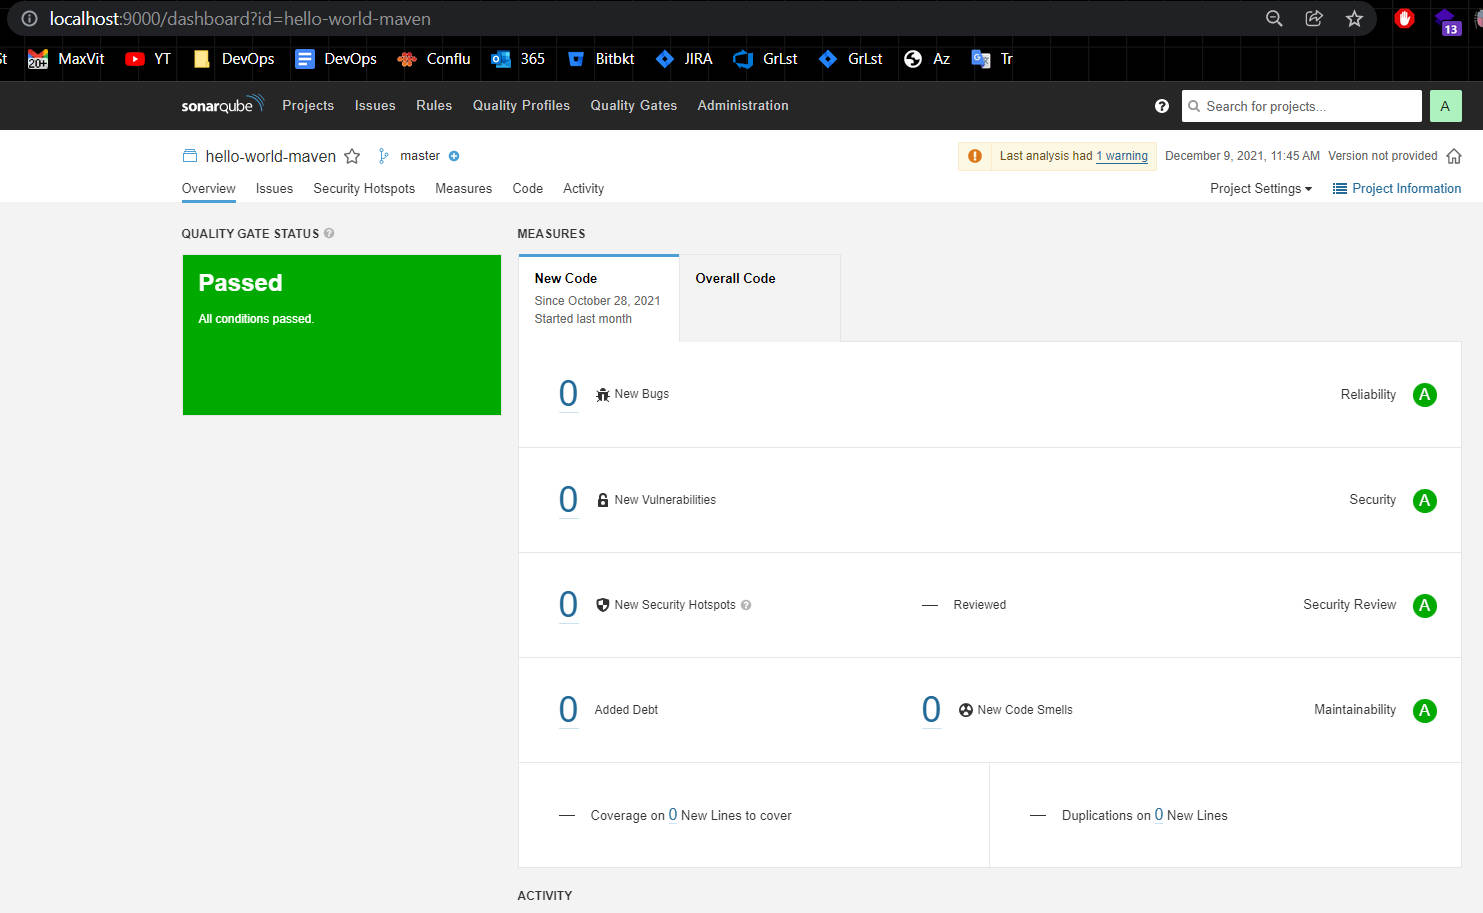 localhost:9000/dashboard?id=hello-world-maven
13
St 20+ MaxVit YT DevOps DevOps Conflu 365 Bitbkt JIRA GrLst GrLst Az Tr
sonarqube Projects Issues Rules Quality Profiles Quality Gates Administration ? Search for projects... A
hello-world-maven master Last analysis had 1 warning December 9, 2021, 11:45 AM Version not provided
Overview Issues Security Hotspots Measures Code Activity Project Settings Project Information
QUALITY GATE STATUS ? MEASURES
Passed
All conditions passed.
New Code
Since October 28, 2021
Started last month
Overall Code
0 New Bugs Reliability A
0 New Vulnerabilities Security A
0 New Security Hotspots ? — Reviewed Security Review A
0 Added Debt 0 New Code Smells Maintainability A
— Coverage on 0 New Lines to cover — Duplications on 0 New Lines
ACTIVITY